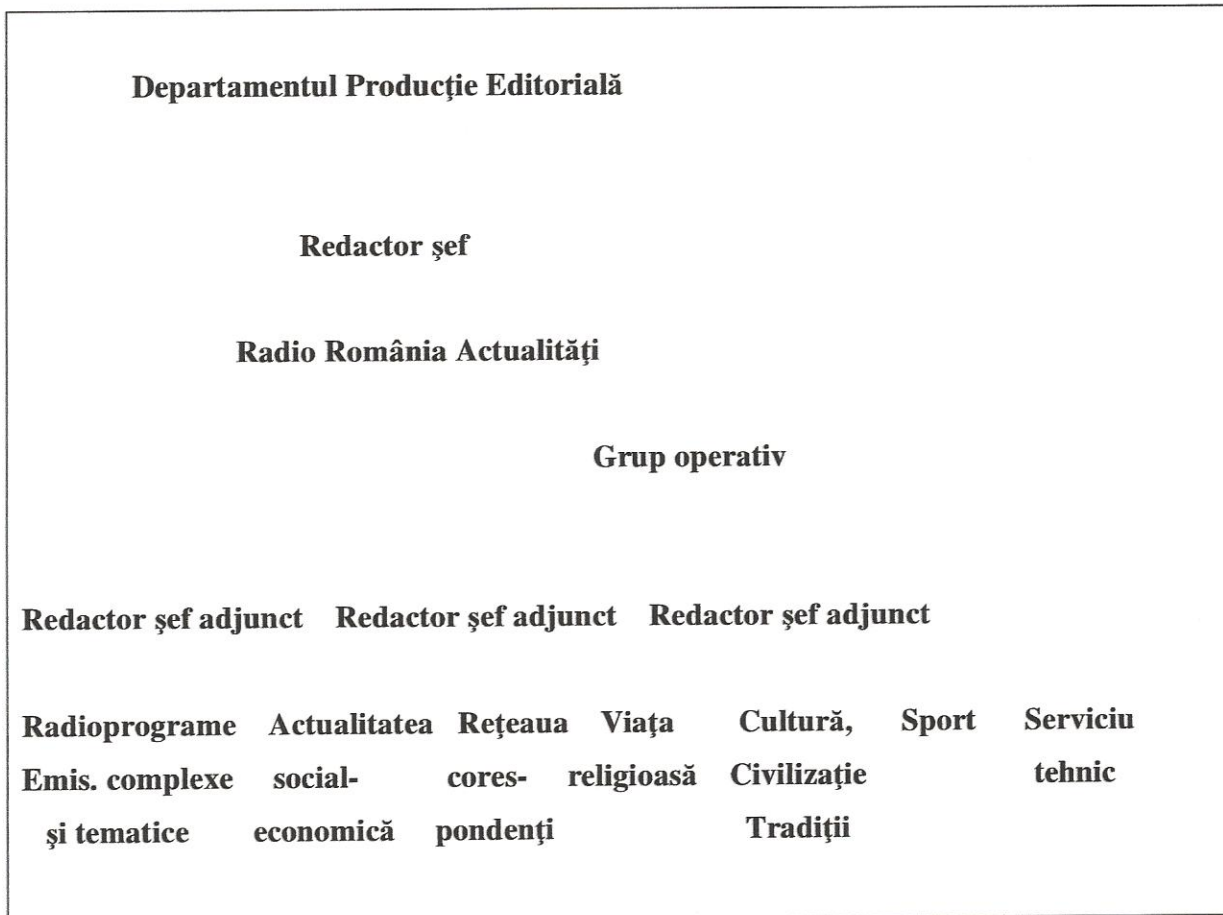 Departamentul Producţie Editorială
Redactor şef
Radio România Actualităţi
Grup operativ
Redactor şef adjunct Redactor şef adjunct Redactor şef adjunct
Radioprograme Actualitatea Reţeaua Viaţa Cultură, Sport Serviciu
Emis. complexe social- cores- religioasă Civilizaţie tehnic
şi tematice economică pondenţi Tradiţii